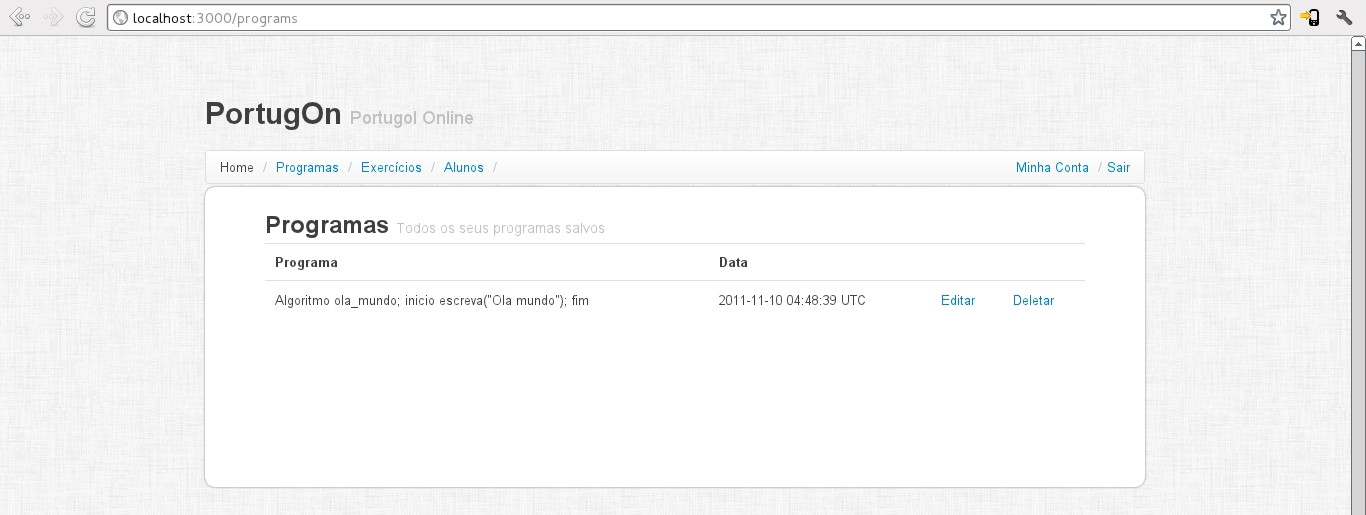 localhost:3000/programs
PortugOn Portugol Online
Home / Programas / Exercícios / Alunos / Minha Conta / Sair
Programas Todos os seus programas salvos
Programa Data
Algoritmo ola_mundo; inicio escreva("Ola mundo"); fim 2011-11-10 04:48:39 UTC Editar Deletar